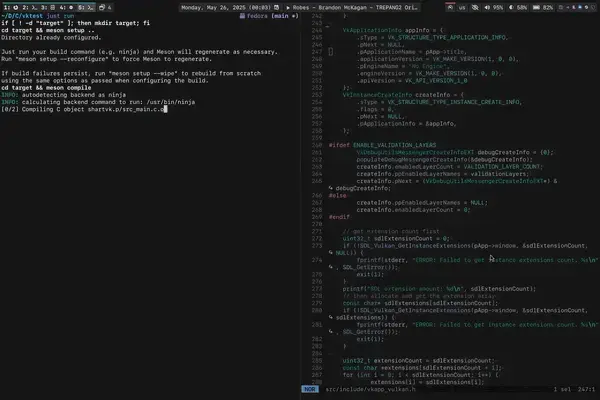 Monday, May 26, 2025 (00:03)
Robes - Brandon McKagan - TREPANO2 Orig
us
~/D/C/vktest just run
Fedora (main ●)
if [ ! -d "target" ]; then mkdir target; fi
cd target && meson setup ..
Directory already configured.
Just run your build command (e.g. ninja) and Meson will regenerate as necessary.
Run "meson setup --reconfigure" to force Meson to regenerate.
If build failures persist, run "meson setup --wipe" to rebuild from scratch
using the same options as passed when configuring the build.
cd target && meson compile
INFO: autodetecting backend as ninja
INFO: calculating backend command to run: /usr/bin/ninja
[0/2] Compiling C object shartvk.p/src_main.c.o
VkApplicationInfo appInfo = {
.sType = VK_STRUCTURE_TYPE_APPLICATION_INFO,
.pNext = NULL,
.pApplicationName = pApp->title,
.applicationVersion = VK_MAKE_VERSION(1, 0, 0),
.pEngineName = "No Engine",
.engineVersion = VK_MAKE_VERSION(1, 0, 0),
.apiVersion = VK_API_VERSION_1_0
};
VkInstanceCreateInfo createInfo = {
.sType = VK_STRUCTURE_TYPE_INSTANCE_CREATE_INFO,
.flags = 0,
.pNext = NULL,
.pApplicationInfo = &appInfo,
};
#ifdef ENABLE_VALIDATION_LAYERS
VkDebugUtilsMessengerCreateInfoEXT debugCreateInfo = {0};
populateDebugMessengerCreateInfo(&debugCreateInfo);
createInfo.enabledLayerCount = VALIDATION_LAYER_COUNT;
createInfo.ppEnabledLayerNames = validationLayers;
createInfo.pNext = (VkDebugUtilsMessengerCreateInfoEXT*) &
debugCreateInfo;
#else
createInfo.ppEnabledLayerNames = NULL;
createInfo.enabledLayerCount = 0;
#endif
// get extension count first
uint32_t sdlExtensionCount = 0;
if (!SDL_Vulkan_GetInstanceExtensions(pApp->window, &sdlExtensionCount,
NULL)) {
fprintf(stderr, "ERROR: Failed to get instance extensions count, %s\n"
, SDL_GetError());
exit(1);
}
printf("SDL extension amount: %d\n", sdlExtensionCount);
// then allocate and get the extension array
const char* sdlExtensions[sdlExtensionCount];
if (!SDL_Vulkan_GetInstanceExtensions(pApp->window, &sdlExtensionCount,
sdlExtensions)) {
fprintf(stderr, "ERROR: Failed to get instance extensions count, %s\n"
, SDL_GetError());
exit(1);
}
uint32_t extensionCount = sdlExtensionCount;
const char *extensions[sdlExtensionCount + 1];
for (int i = 0; i < sdlExtensionCount; i++) {
extensions[i] = sdlExtensions[i];
NOR src/include/vkapp_vulkan.h 1 sel 247:1